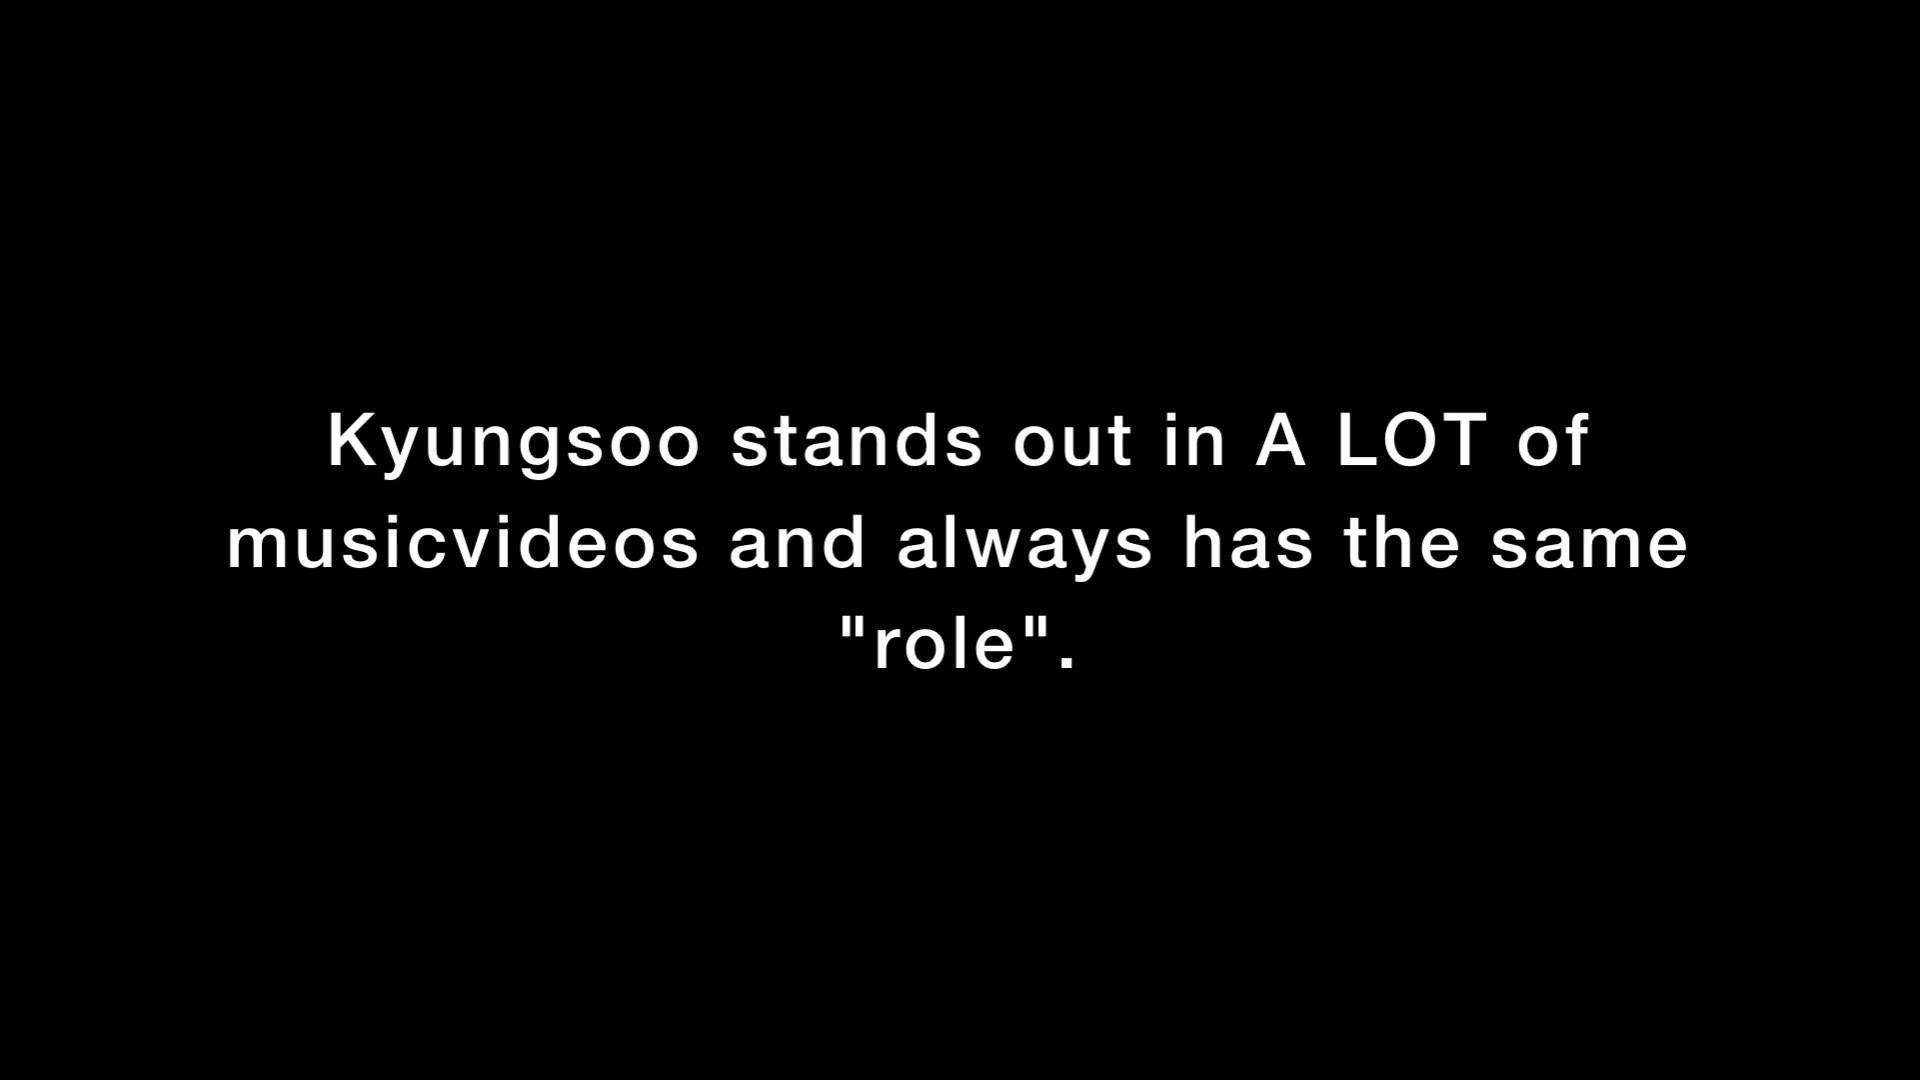 Kyungsoo stands out in A LOT of
musicvideos and always has the same
"role".